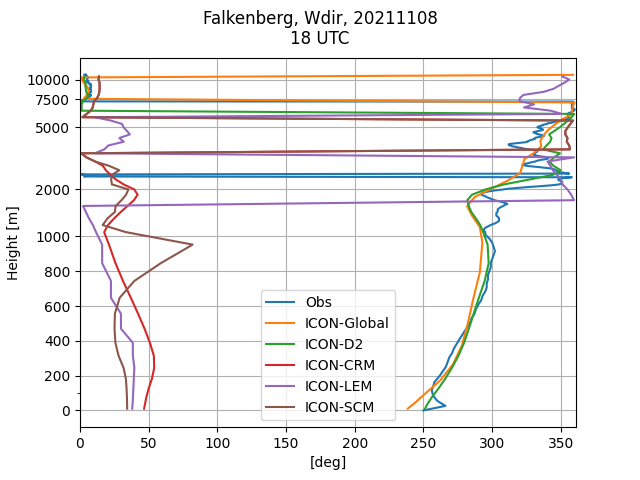 Falkenberg, Wdir, 20211108
18 UTC
10000
7500
5000
2000
1000
800
600
400
200
0
Height [m]
Obs
ICON-Global
ICON-D2
ICON-CRM
ICON-LEM
ICON-SCM
0
50
100
150
200
250
300
350
[deg]